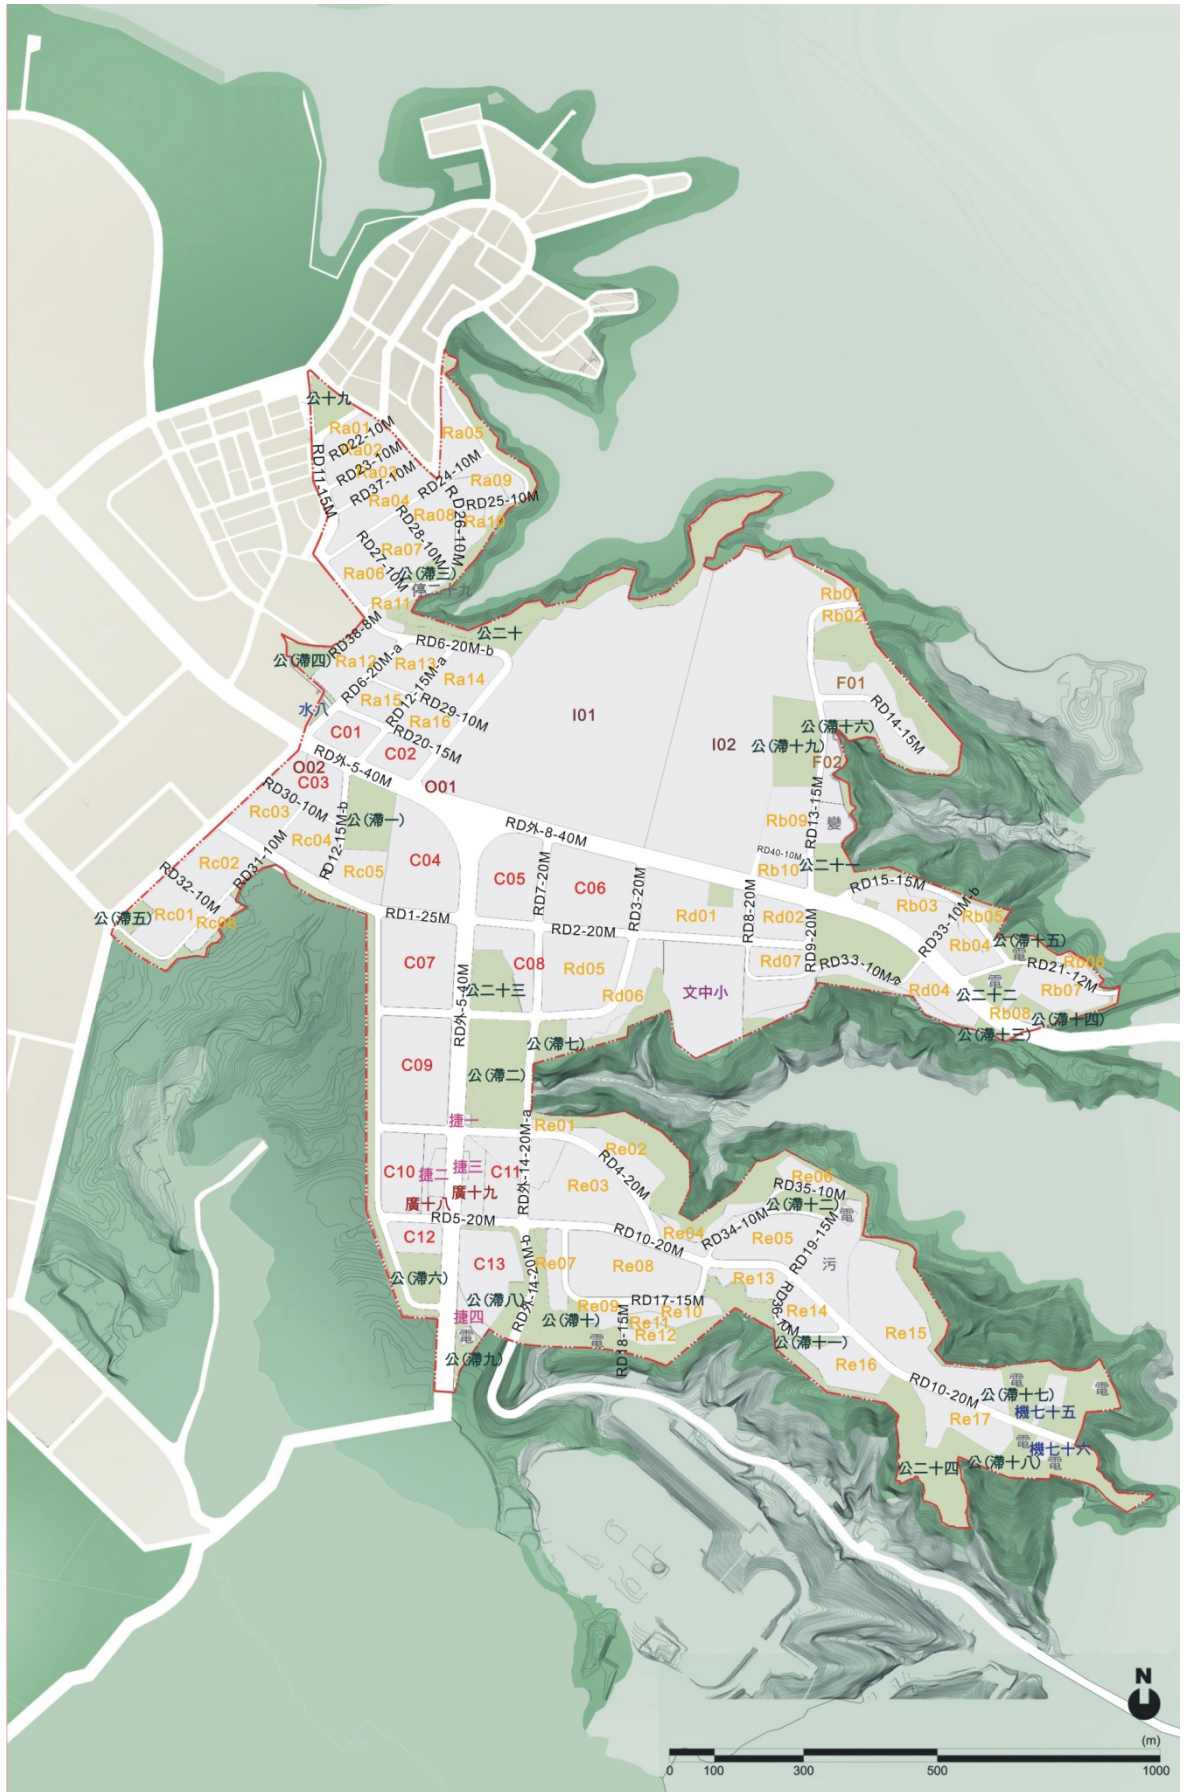 公十九
Ra01
RD22-10M
Ra02
RD23-10M
Ra03
RD37-10M
Ra04
RD11-15M
Ra05
RD24-10M
Ra09
RD25-10M
Ra10
RD26-10M
Ra08
RD28-10M
Ra07
RD27-10M
Ra06
公(滯三)
停二十九
Ra11
RD38-8M
公二十
RD6-20M-b
公(滯四)
Ra12
Ra13
RD6-20M-a
RD12-15M-a
Ra14
Ra15
RD29-10M
Ra16
水八
C01
RD20-15M
C02
RD外-5-40M
O02
C03
O01
I01
I02
Rb01
Rb02
F01
RD14-15M
公(滯十六)
公(滯十九)
F02
RD13-15M
Rb09
變
RD40-10M
Rb10
公二十一
RD30-10M
Rc03
公(滯一)
Rc04
RD12-15M-b
RD31-10M
Rc02
Rc05
RD32-10M
Rc01
Rc06
公(滯五)
C04
RD外-8-40M
C05
RD7-20M
C06
RD3-20M
RD1-25M
RD2-20M
Rd01
RD8-20M
Rd02
RD9-20M
RD15-15M
Rb03
RD33-10M-b
Rb05
Rb04
公(滯十五)
電
Rb06
RD21-12M
Rb07
電
公二十二
Rb08
公(滯十四)
公(滯十三)
Rd04
Rd07
C07
RD外-5-40M
C08
公二十三
Rd05
Rd06
文中小
公(滯七)
C09
公(滯二)
捷一
Re01
Re02
RD外-14-20M-a
RD4-20M
C10
捷二
捷三
C11
Re03
廣十八
廣十九
RD5-20M
Re06
RD35-10M
公(滯十二)
電
Re04
RD34-10M
Re05
RD19-15M
污
RD10-20M
C12
C13
RD外-14-20M-b
Re07
Re08
Re13
公(滯六)
公(滯八)
Re09
RD17-15M
Re10
Re11
Re12
RD18-15M
Re14
公(滯十)
電
公(滯十一)
Re15
Re16
捷四
電
公(滯九)
RD10-20M
電
公(滯十七)
電
機七十五
Re17
電
機七十六
公(滯十八)
電
公二十四
N
(m)
0 100 300 500 1000